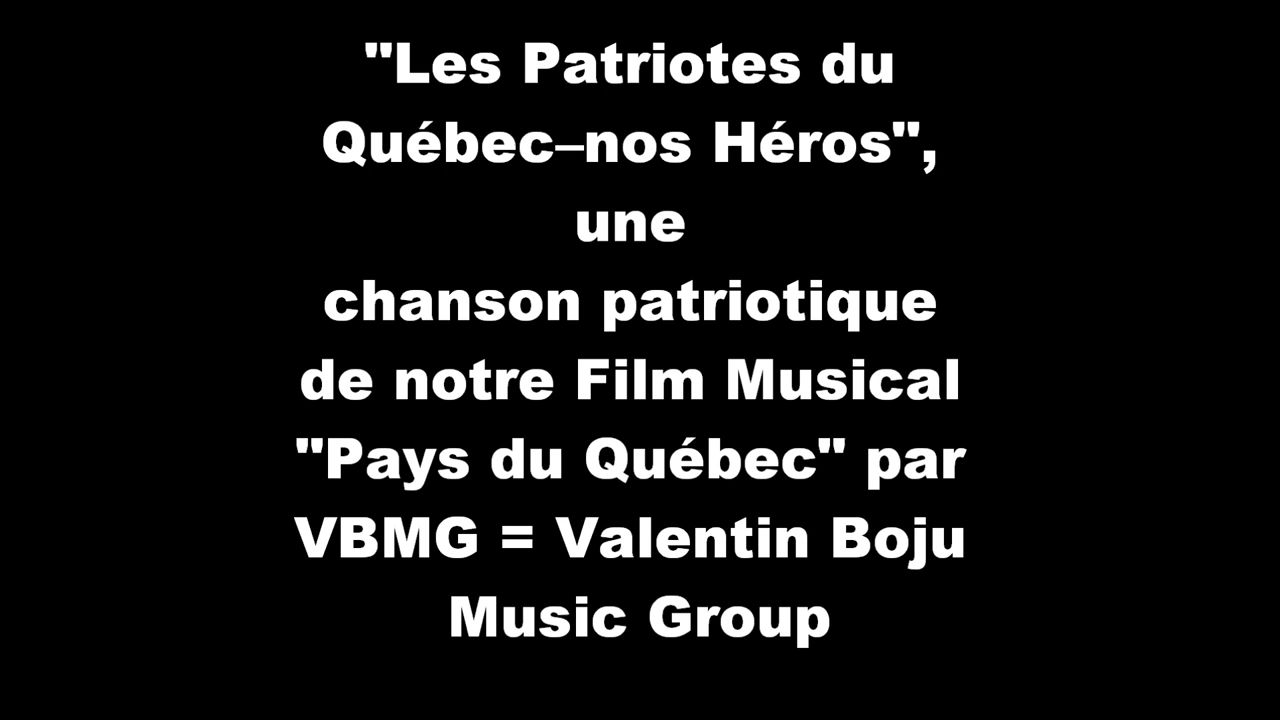 "Les Patriotes du
Québec–nos Héros",
une
chanson patriotique
de notre Film Musical
"Pays du Québec" par
VBMG = Valentin Boju
Music Group